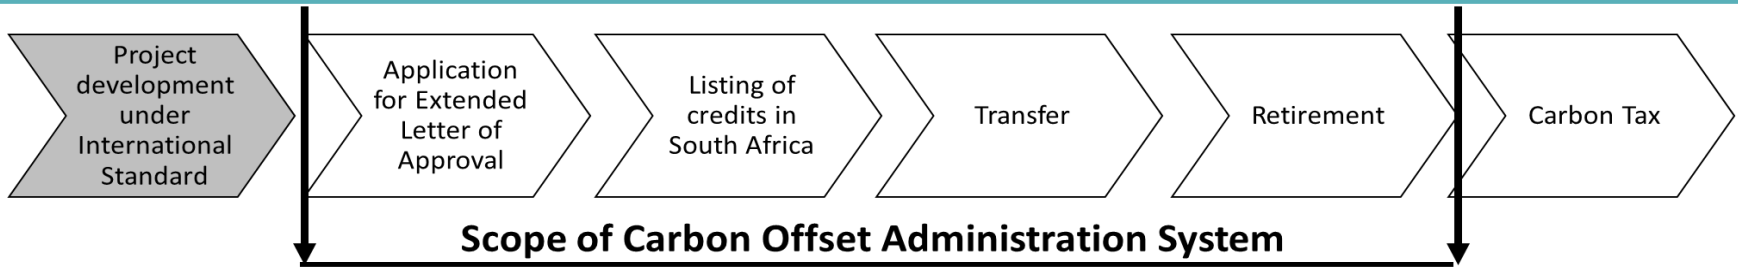 Project
development
under
International
Standard
Application
for Extended
Letter of
Approval
Listing of
credits in
South Africa
Transfer
Retirement
Carbon Tax
Scope of Carbon Offset Administration System